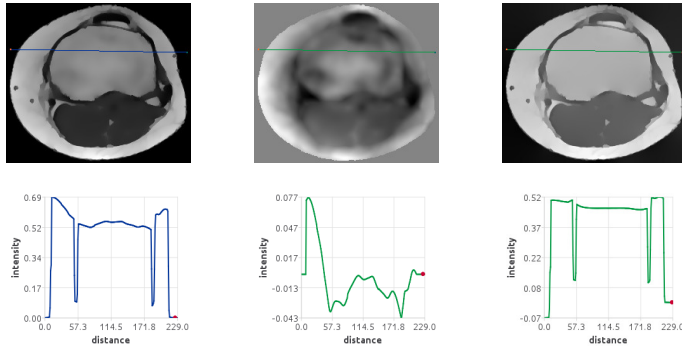 0.69
0.52
0.34
0.17
0.00
intensity
0.0 57.3 114.5 171.8 229.0
distance
0.077
0.047
0.017
-0.013
-0.043
intensity
0.0 57.3 114.5 171.8 229.0
distance
0.52
0.37
0.22
0.08
-0.07
intensity
0.0 57.3 114.5 171.8 229.0
distance